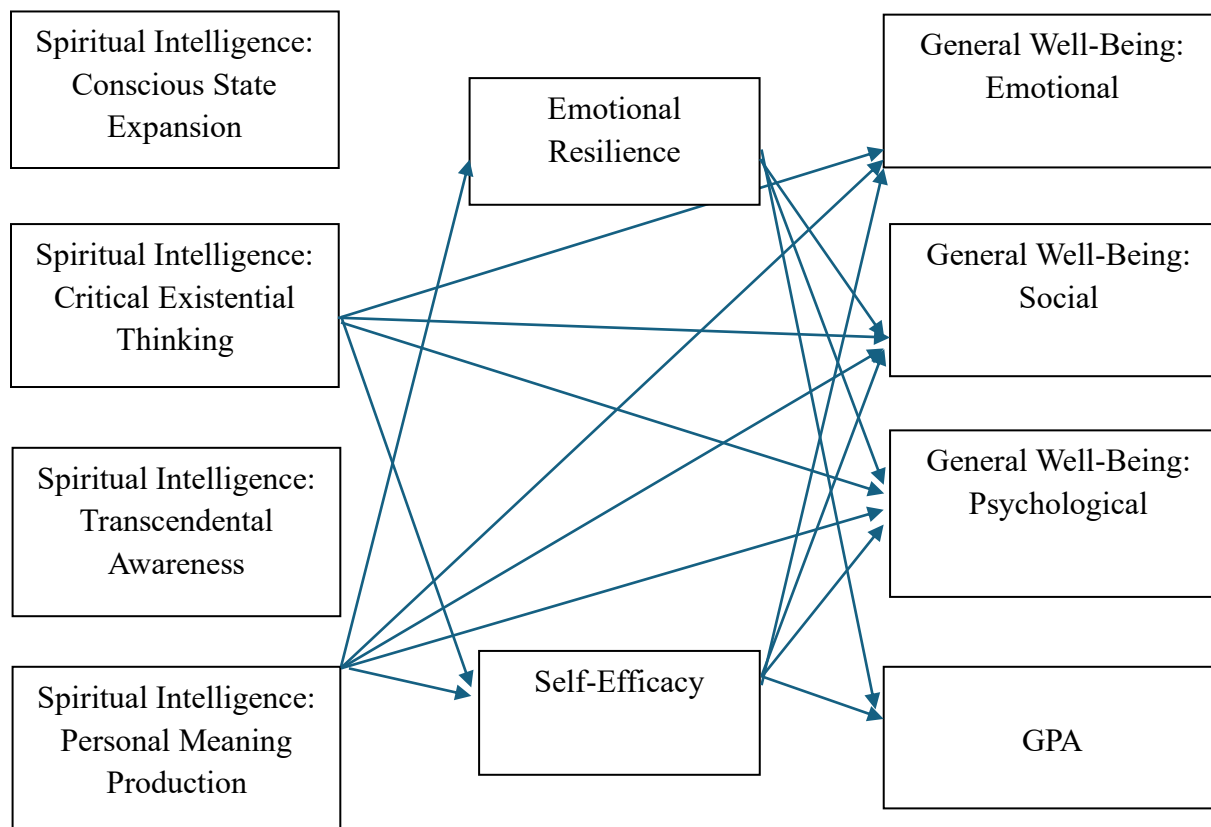 Spiritual Intelligence:
Conscious State
Expansion
Spiritual Intelligence:
Critical Existential
Thinking
Spiritual Intelligence:
Transcendental
Awareness
Spiritual Intelligence:
Personal Meaning
Production
Emotional
Resilience
Self-Efficacy
General Well-Being:
Emotional
General Well-Being:
Social
General Well-Being:
Psychological
GPA